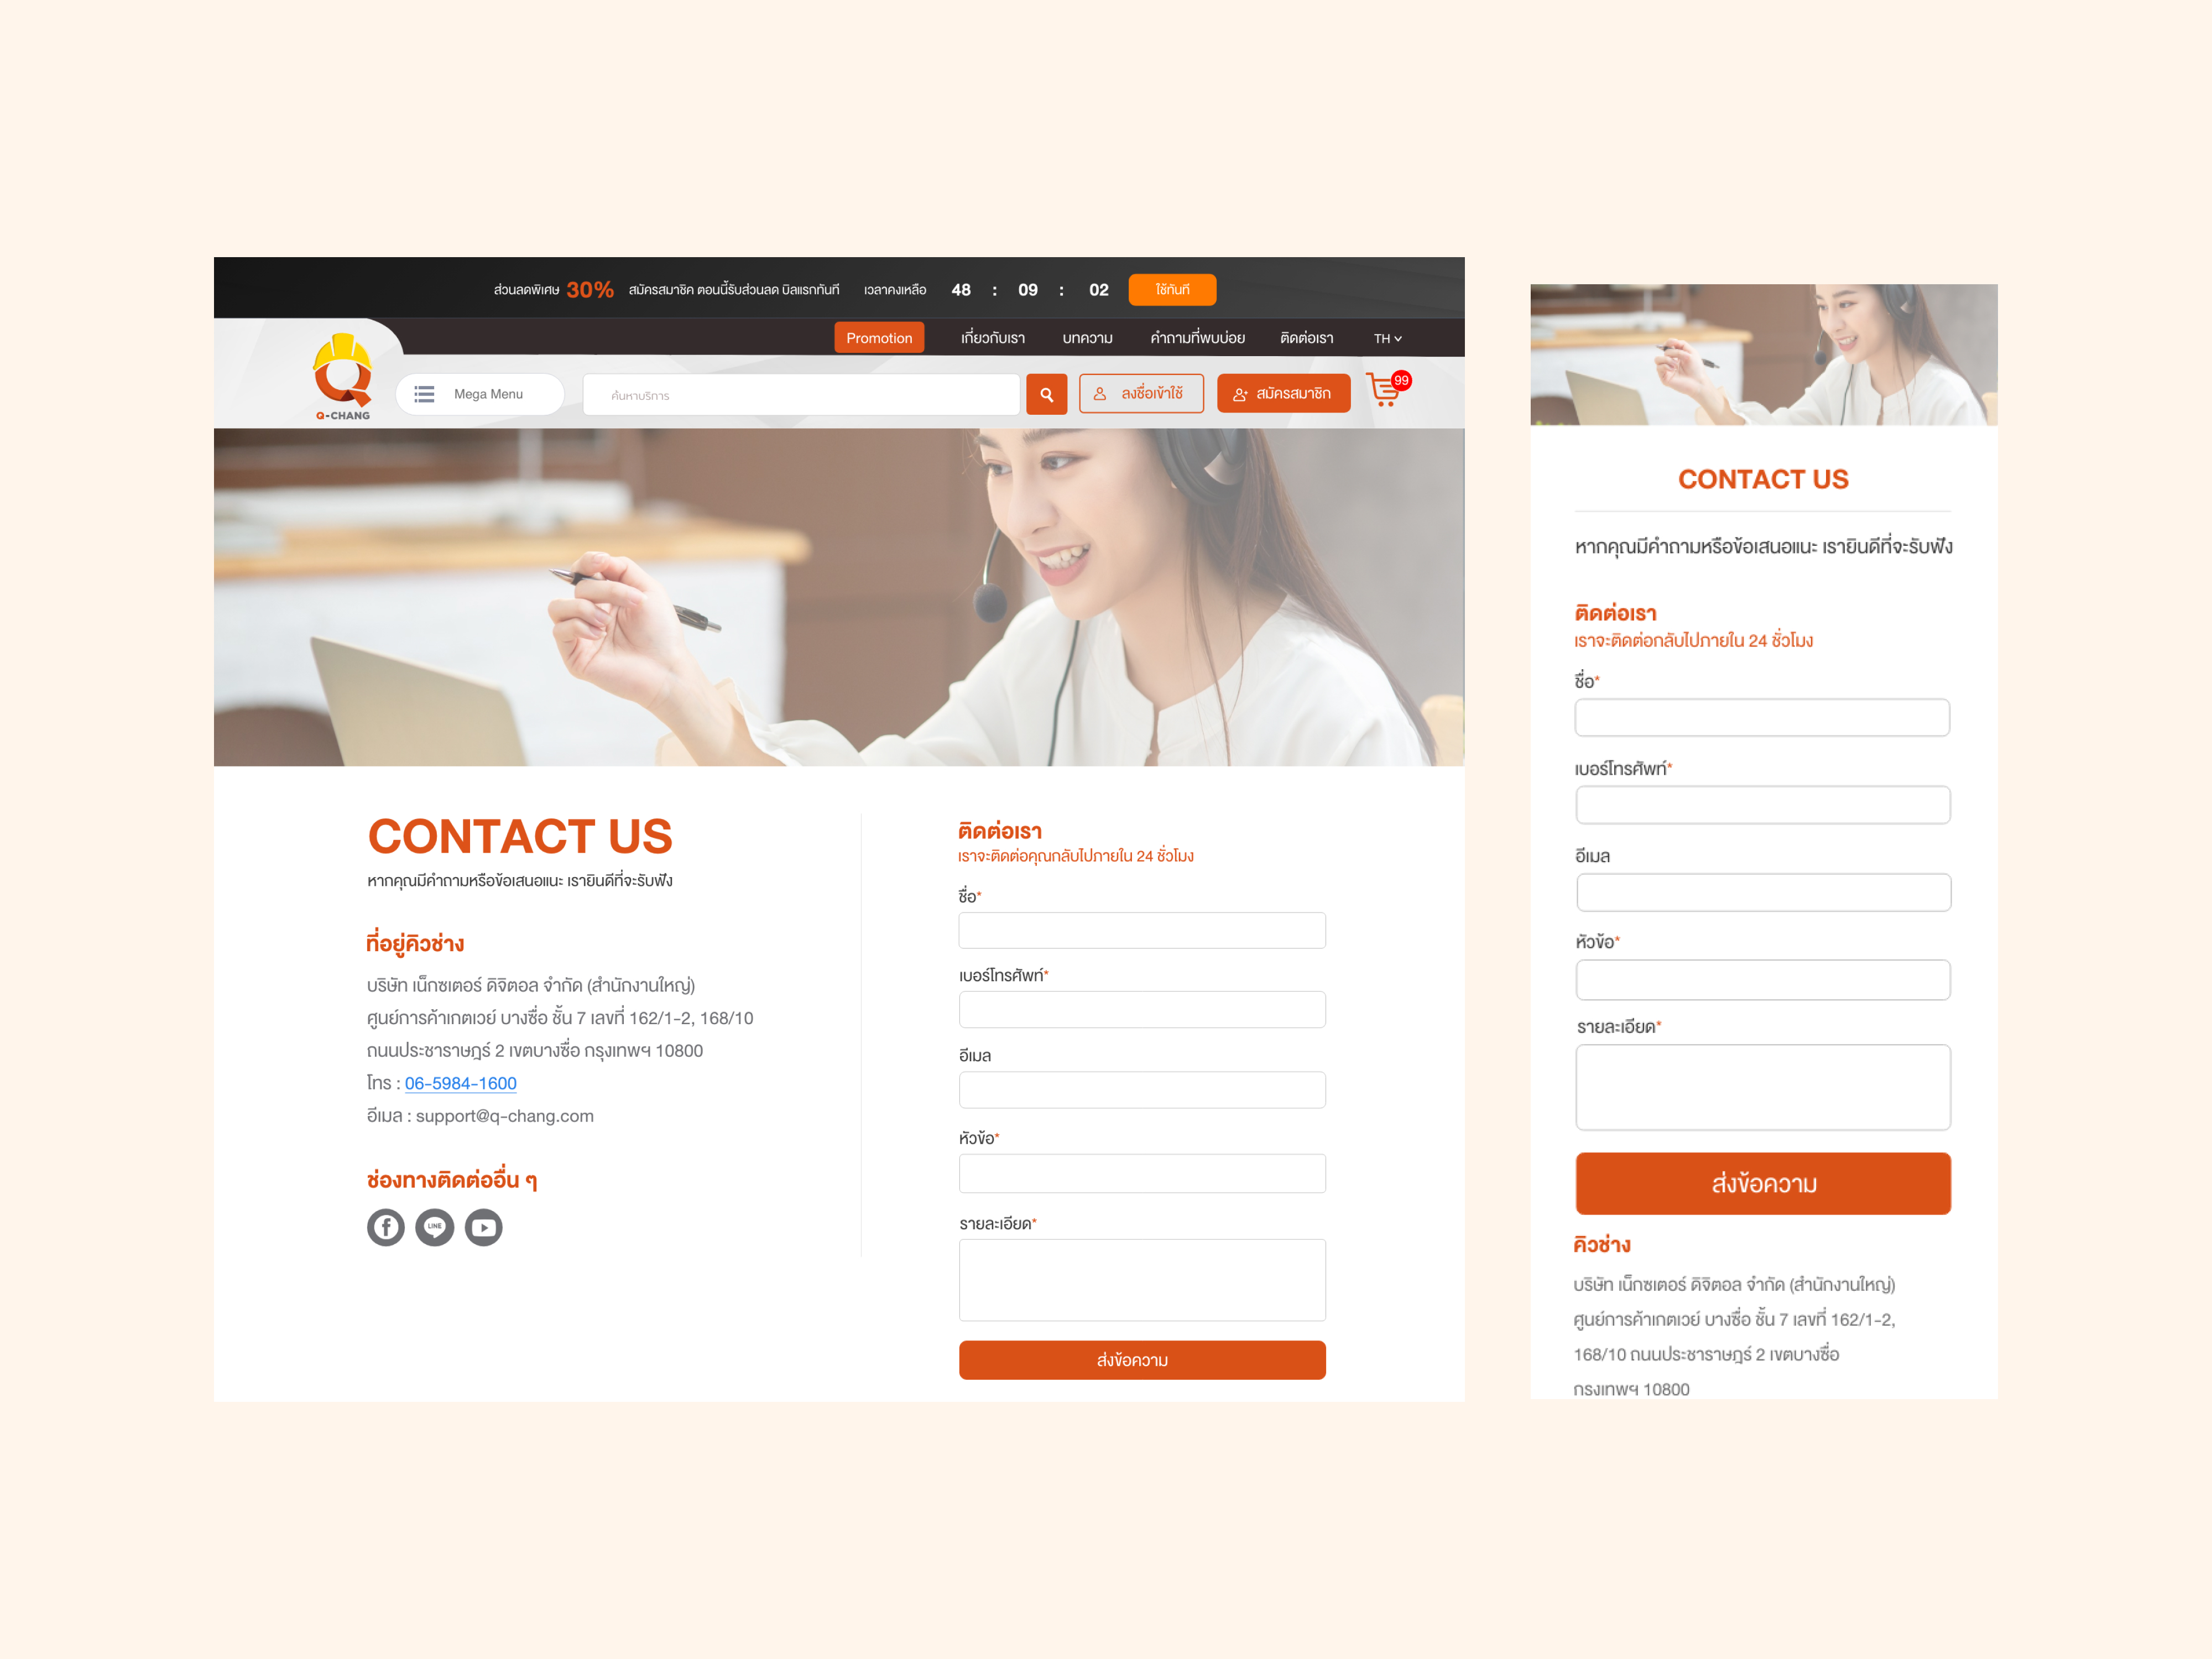 ส่วนลดพิเศษ 30% สมัครสมาชิค ตอนนี้รับส่วนลด บิลแรกทันที เวลาคงเหลือ 48 : 09 : 02 ใช้ทันที
Promotion เกี่ยวกับเรา บทความ คำถามที่พบบ่อย ติดต่อเรา TH
Q-CHANG
Mega Menu ค้นหาบริการ ลงชื่อเข้าใช้ สมัครสมาชิก 99
CONTACT US
หากคุณมีคำถามหรือข้อเสนอแนะ เรายินดีที่จะรับฟัง
ที่อยู่คิวช่าง
บริษัท เน็กซเตอร์ ดิจิตอล จำกัด (สำนักงานใหญ่)
ศูนย์การค้าเกตเวย์ บางซื่อ ชั้น 7 เลขที่ 162/1-2, 168/10
ถนนประชาราษฎร์ 2 เขตบางซื่อ กรุงเทพฯ 10800
โทร : 06-5984-1600
อีเมล : support@q-chang.com
ช่องทางติดต่ออื่น ๆ
LINE
ติดต่อเรา
เราจะติดต่อคุณกลับไปภายใน 24 ชั่วโมง
ชื่อ*
เบอร์โทรศัพท์*
อีเมล
หัวข้อ*
รายละเอียด*
ส่งข้อความ
CONTACT US
หากคุณมีคำถามหรือข้อเสนอแนะ เรายินดีที่จะรับฟัง
ติดต่อเรา
เราจะติดต่อกลับไปภายใน 24 ชั่วโมง
ชื่อ*
เบอร์โทรศัพท์*
อีเมล
หัวข้อ*
รายละเอียด*
ส่งข้อความ
คิวช่าง
บริษัท เน็กซเตอร์ ดิจิตอล จำกัด (สำนักงานใหญ่)
ศูนย์การค้าเกตเวย์ บางซื่อ ชั้น 7 เลขที่ 162/1-2,
168/10 ถนนประชาราษฎร์ 2 เขตบางซื่อ
กรุงเทพฯ 10800